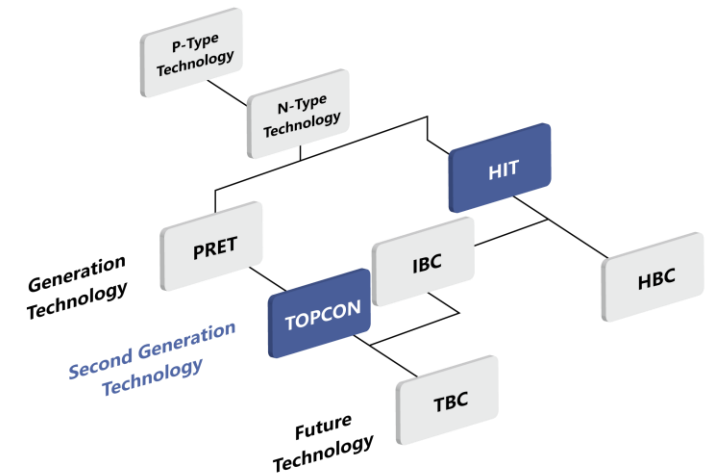 P-Type
Technology
N-Type
Technology
HIT
PRET
IBC
HBC
Generation
Technology
TOPCON
Second Generation
Technology
TBC
Future
Technology